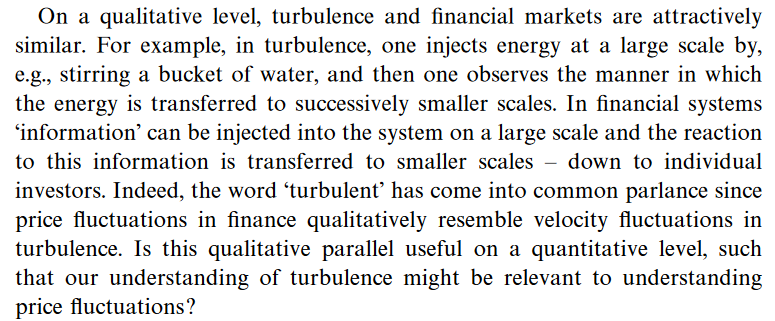 On a qualitative level, turbulence and financial markets are attractively
similar. For example, in turbulence, one injects energy at a large scale by,
e.g., stirring a bucket of water, and then one observes the manner in which
the energy is transferred to successively smaller scales. In financial systems
‘information’ can be injected into the system on a large scale and the reaction
to this information is transferred to smaller scales – down to individual
investors. Indeed, the word ‘turbulent’ has come into common parlance since
price fluctuations in finance qualitatively resemble velocity fluctuations in
turbulence. Is this qualitative parallel useful on a quantitative level, such
that our understanding of turbulence might be relevant to understanding
price fluctuations?